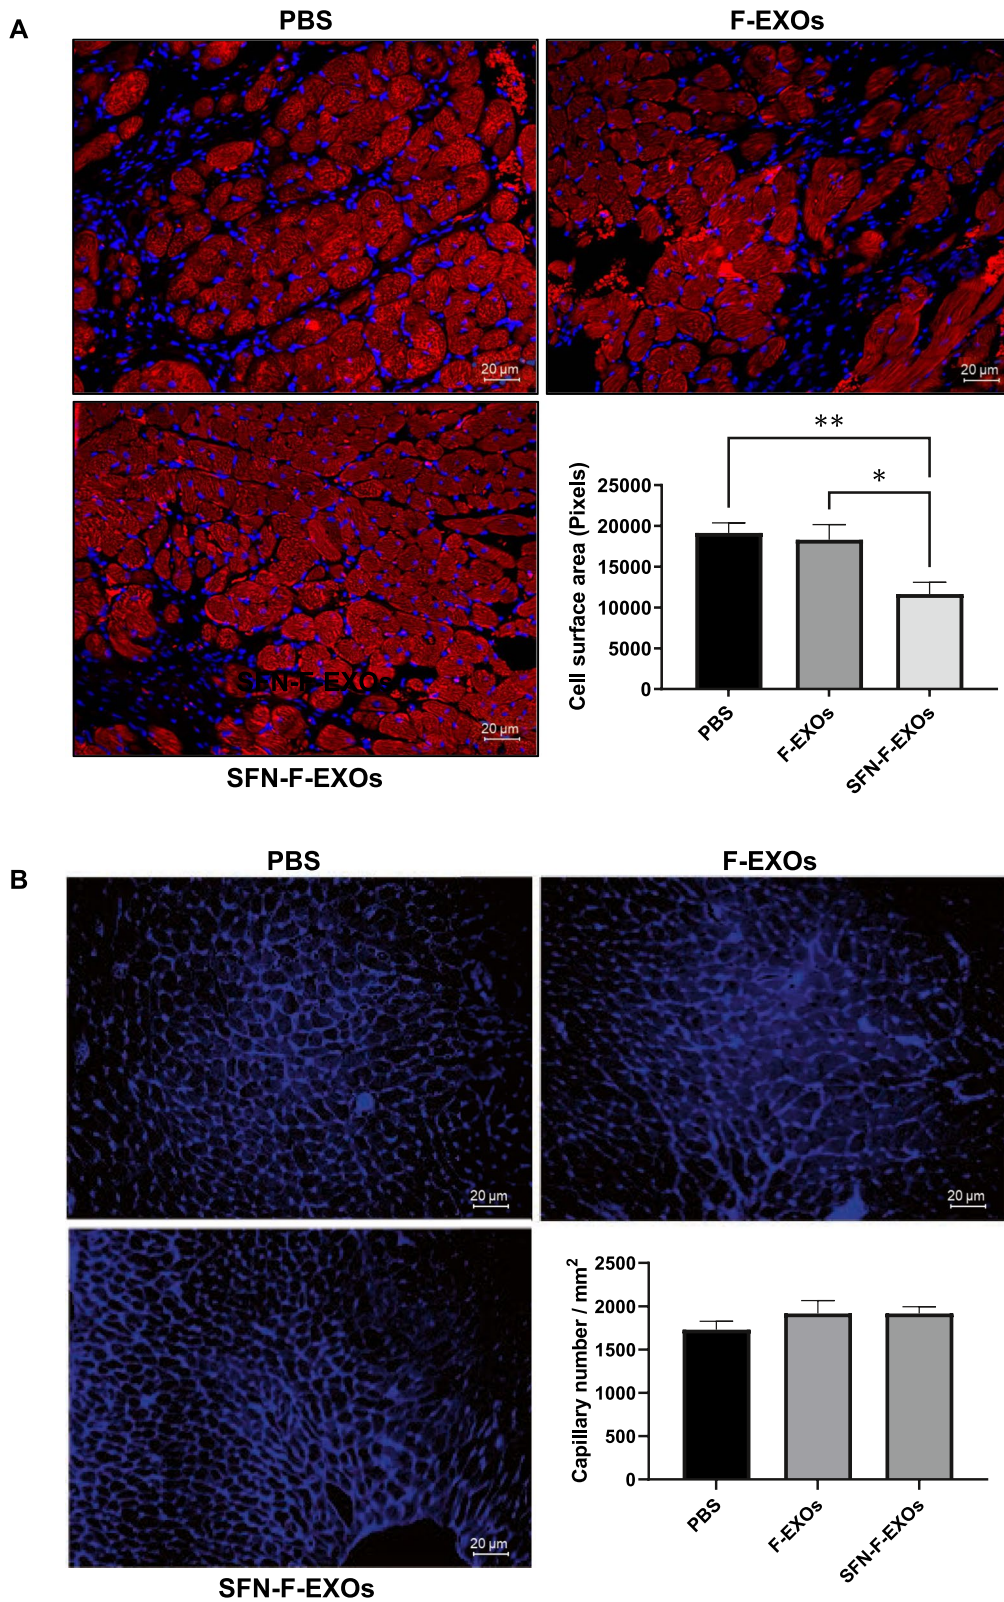 A
PBS
F-EXOs
20 µm
20 µm
SFN-F-EXOs
20 µm
SFN-F-EXOs
**
*
Cell surface area (Pixels)
25000
20000
15000
10000
5000
0
PBS
F-EXOs
SFN-F-EXOs
B
PBS
F-EXOs
20 µm
20 µm
20 µm
SFN-F-EXOs
Capillary number / mm²
2500
2000
1500
1000
500
0
PBS
F-EXOs
SFN-F-EXOs